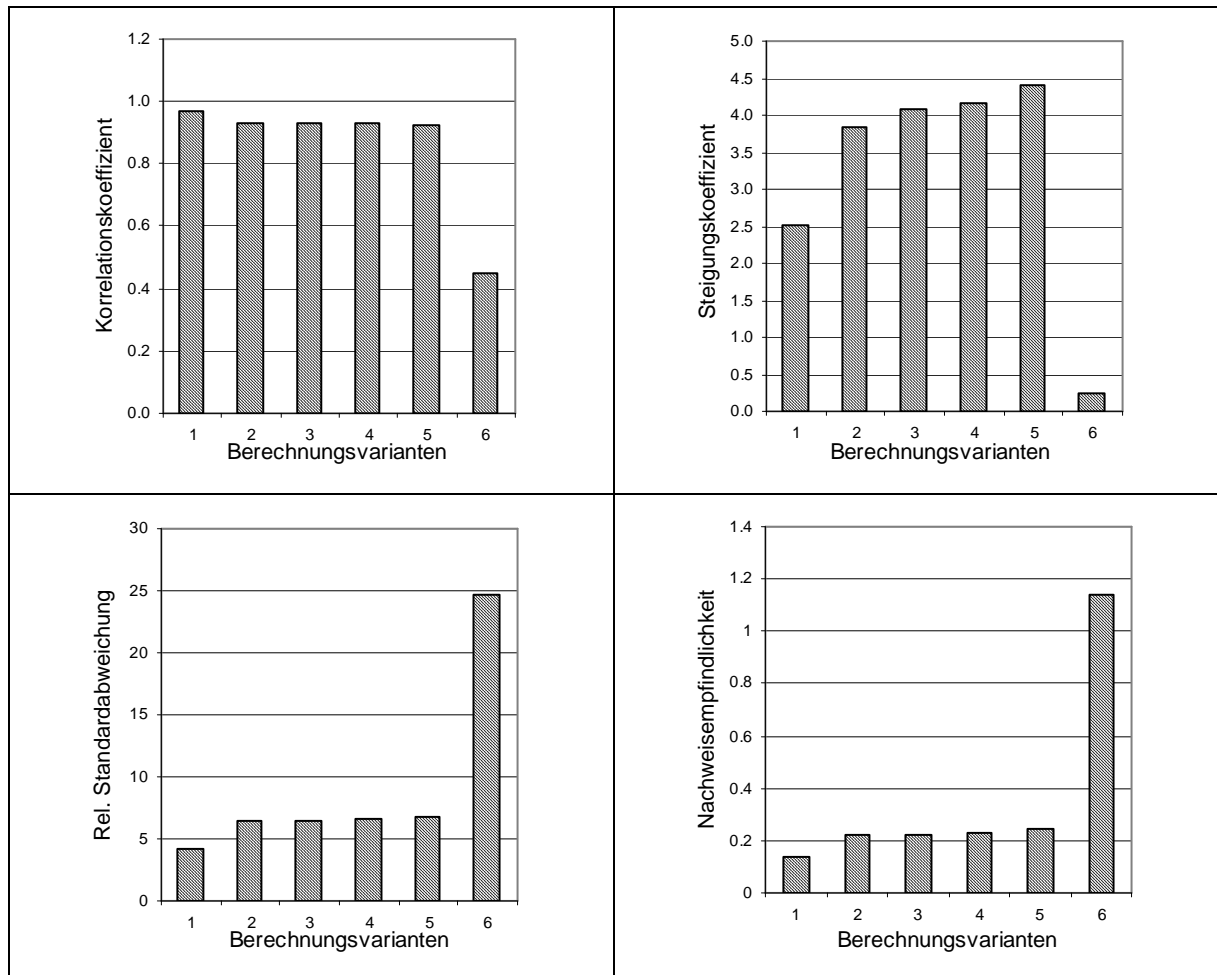 Korrelationskoeffizient
1.2
1.0
0.8
0.6
0.4
0.2
0.0
1 2 3 4 5 6
Berechnungsvarianten
Steigungskoeffizient
5.0
4.5
4.0
3.5
3.0
2.5
2.0
1.5
1.0
0.5
0.0
1 2 3 4 5 6
Berechnungsvarianten
Rel. Standardabweichung
30
25
20
15
10
5
0
1 2 3 4 5 6
Berechnungsvarianten
Nachweisempfindlichkeit
1.4
1.2
1
0.8
0.6
0.4
0.2
0
1 2 3 4 5 6
Berechnungsvarianten